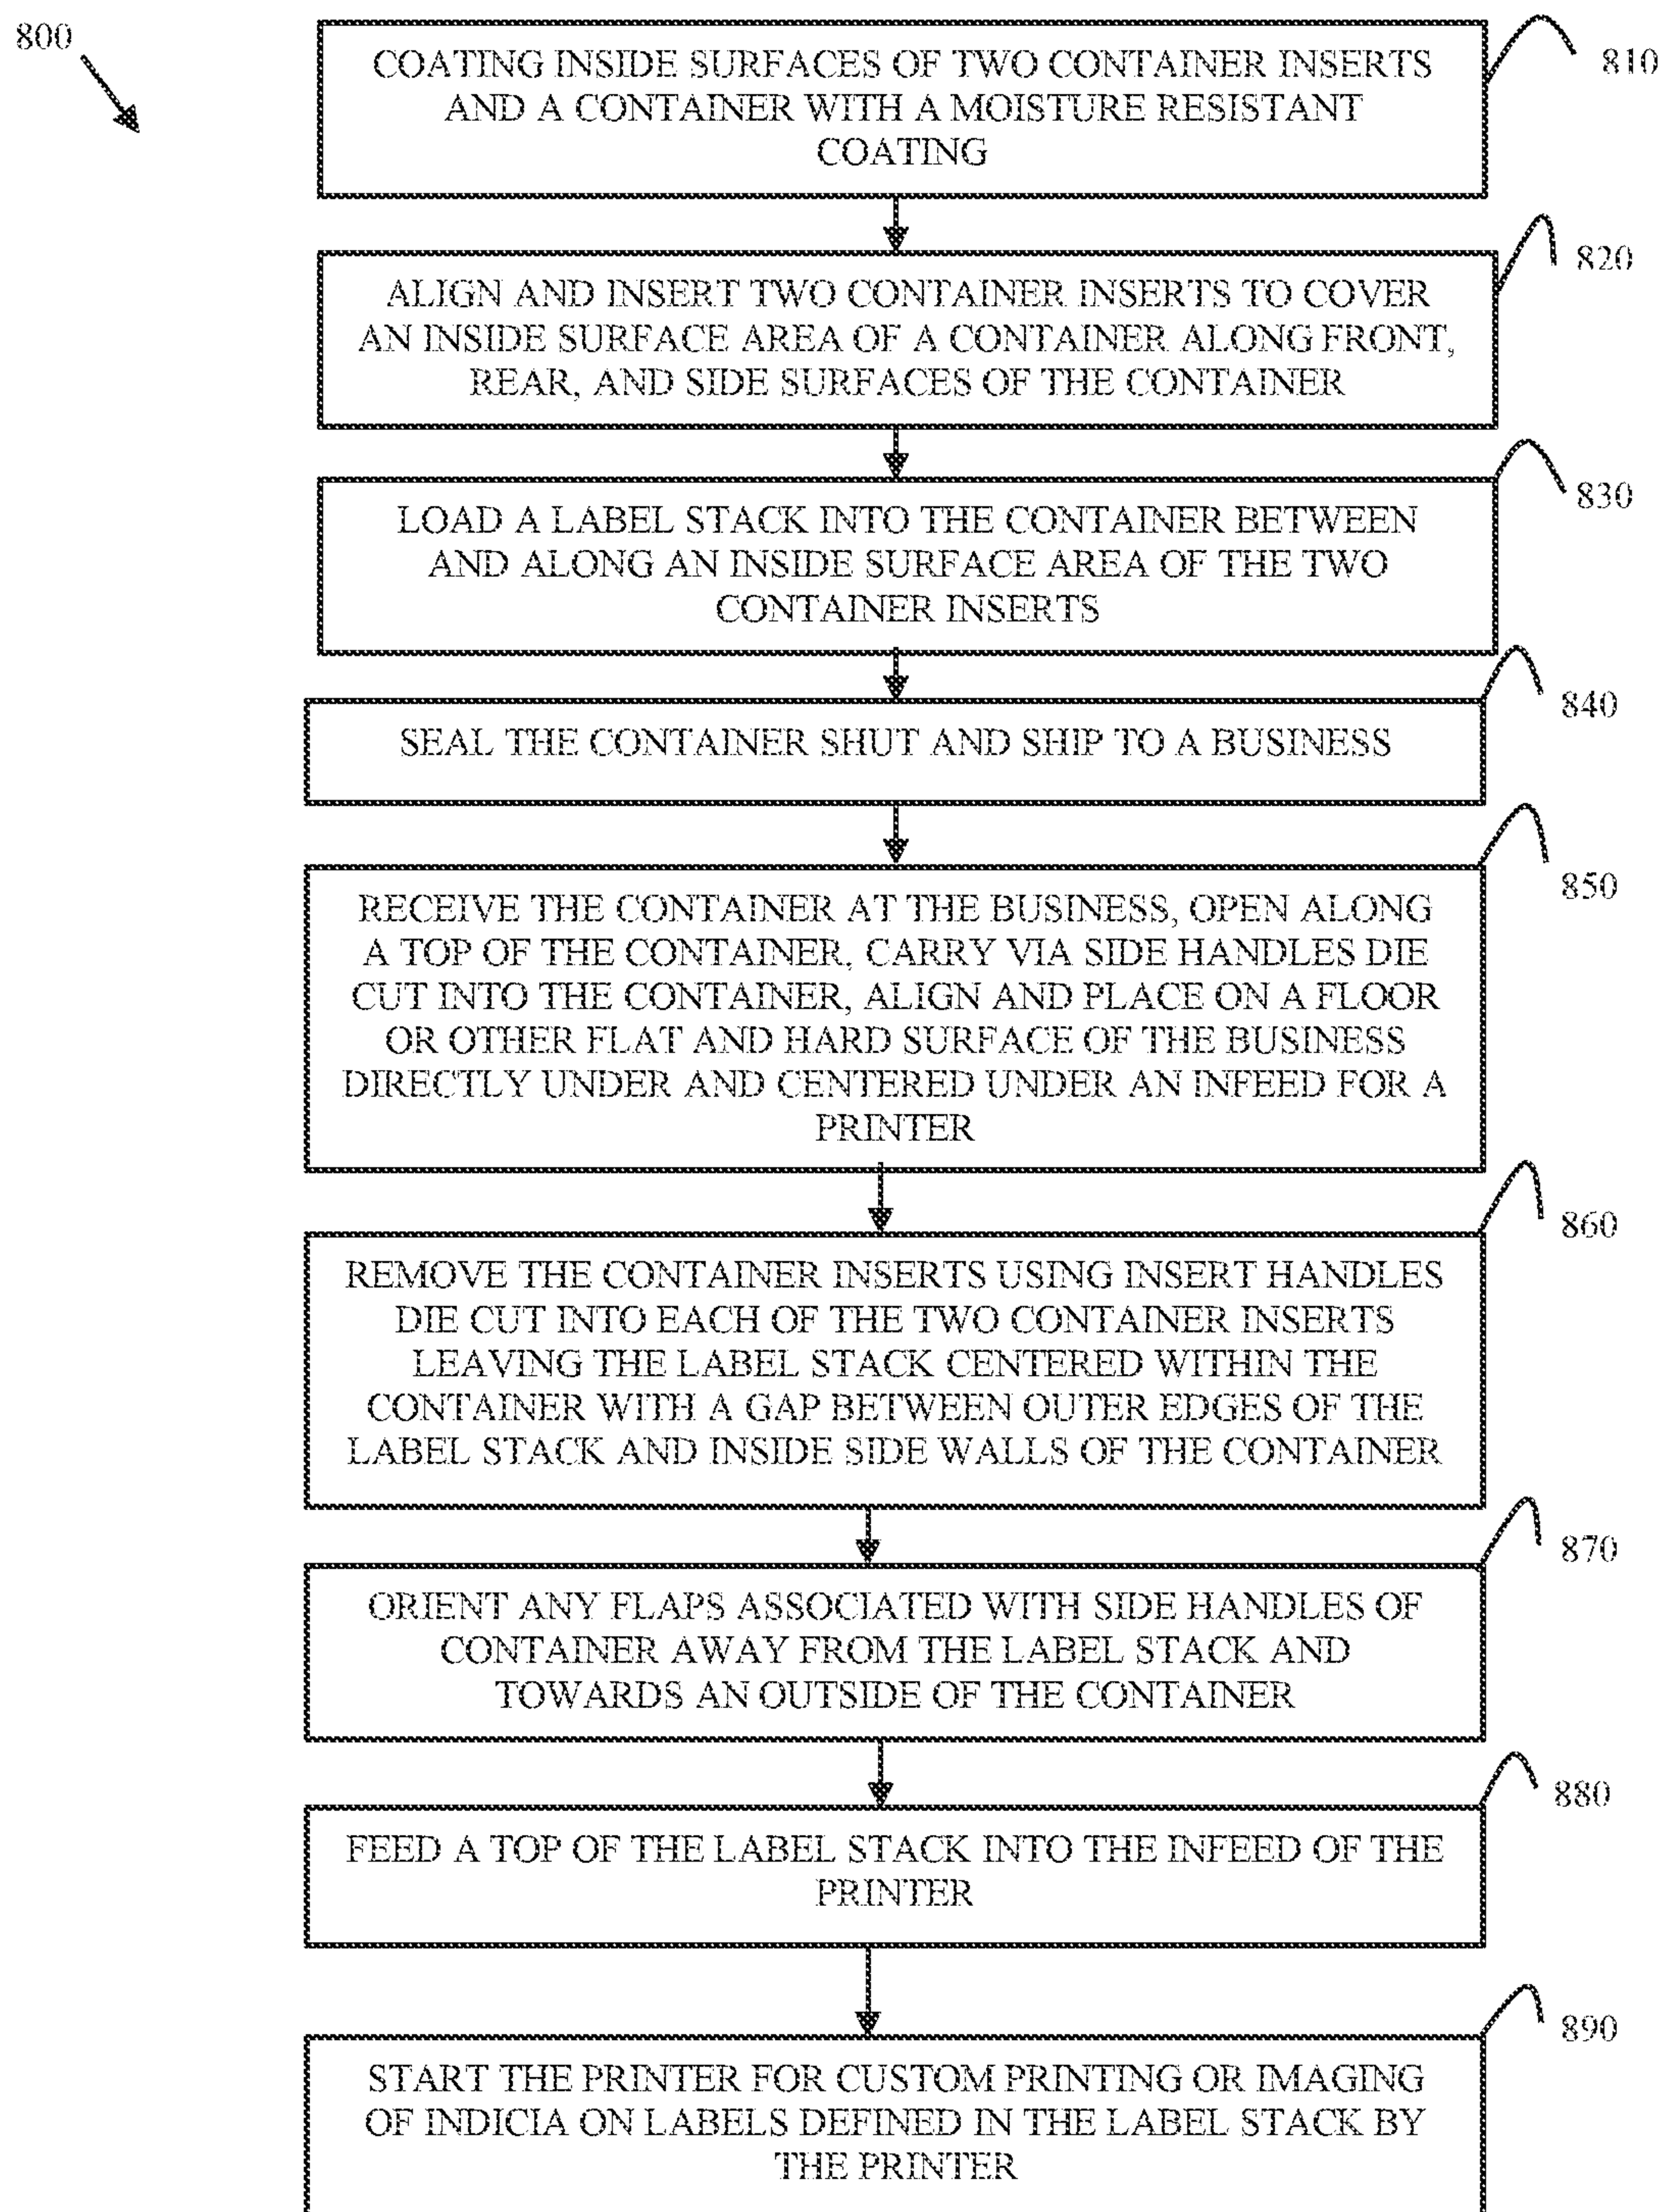 800
COATING INSIDE SURFACES OF TWO CONTAINER INSERTS
AND A CONTAINER WITH A MOISTURE RESISTANT
COATING
810
ALIGN AND INSERT TWO CONTAINER INSERTS TO COVER
AN INSIDE SURFACE AREA OF A CONTAINER ALONG FRONT,
REAR, AND SIDE SURFACES OF THE CONTAINER
820
LOAD A LABEL STACK INTO THE CONTAINER BETWEEN
AND ALONG AN INSIDE SURFACE AREA OF THE TWO
CONTAINER INSERTS
830
SEAL THE CONTAINER SHUT AND SHIP TO A BUSINESS
840
RECEIVE THE CONTAINER AT THE BUSINESS, OPEN ALONG
A TOP OF THE CONTAINER, CARRY VIA SIDE HANDLES DIE
CUT INTO THE CONTAINER, ALIGN AND PLACE ON A FLOOR
OR OTHER FLAT AND HARD SURFACE OF THE BUSINESS
DIRECTLY UNDER AND CENTERED UNDER AN INFEED FOR A
PRINTER
850
REMOVE THE CONTAINER INSERTS USING INSERT HANDLES
DIE CUT INTO EACH OF THE TWO CONTAINER INSERTS
LEAVING THE LABEL STACK CENTERED WITHIN THE
CONTAINER WITH A GAP BETWEEN OUTER EDGES OF THE
LABEL STACK AND INSIDE SIDE WALLS OF THE CONTAINER
860
ORIENT ANY FLAPS ASSOCIATED WITH SIDE HANDLES OF
CONTAINER AWAY FROM THE LABEL STACK AND
TOWARDS AN OUTSIDE OF THE CONTAINER
870
FEED A TOP OF THE LABEL STACK INTO THE INFEED OF THE
PRINTER
880
START THE PRINTER FOR CUSTOM PRINTING OR IMAGING
OF INDICIA ON LABELS DEFINED IN THE LABEL STACK BY
THE PRINTER
890